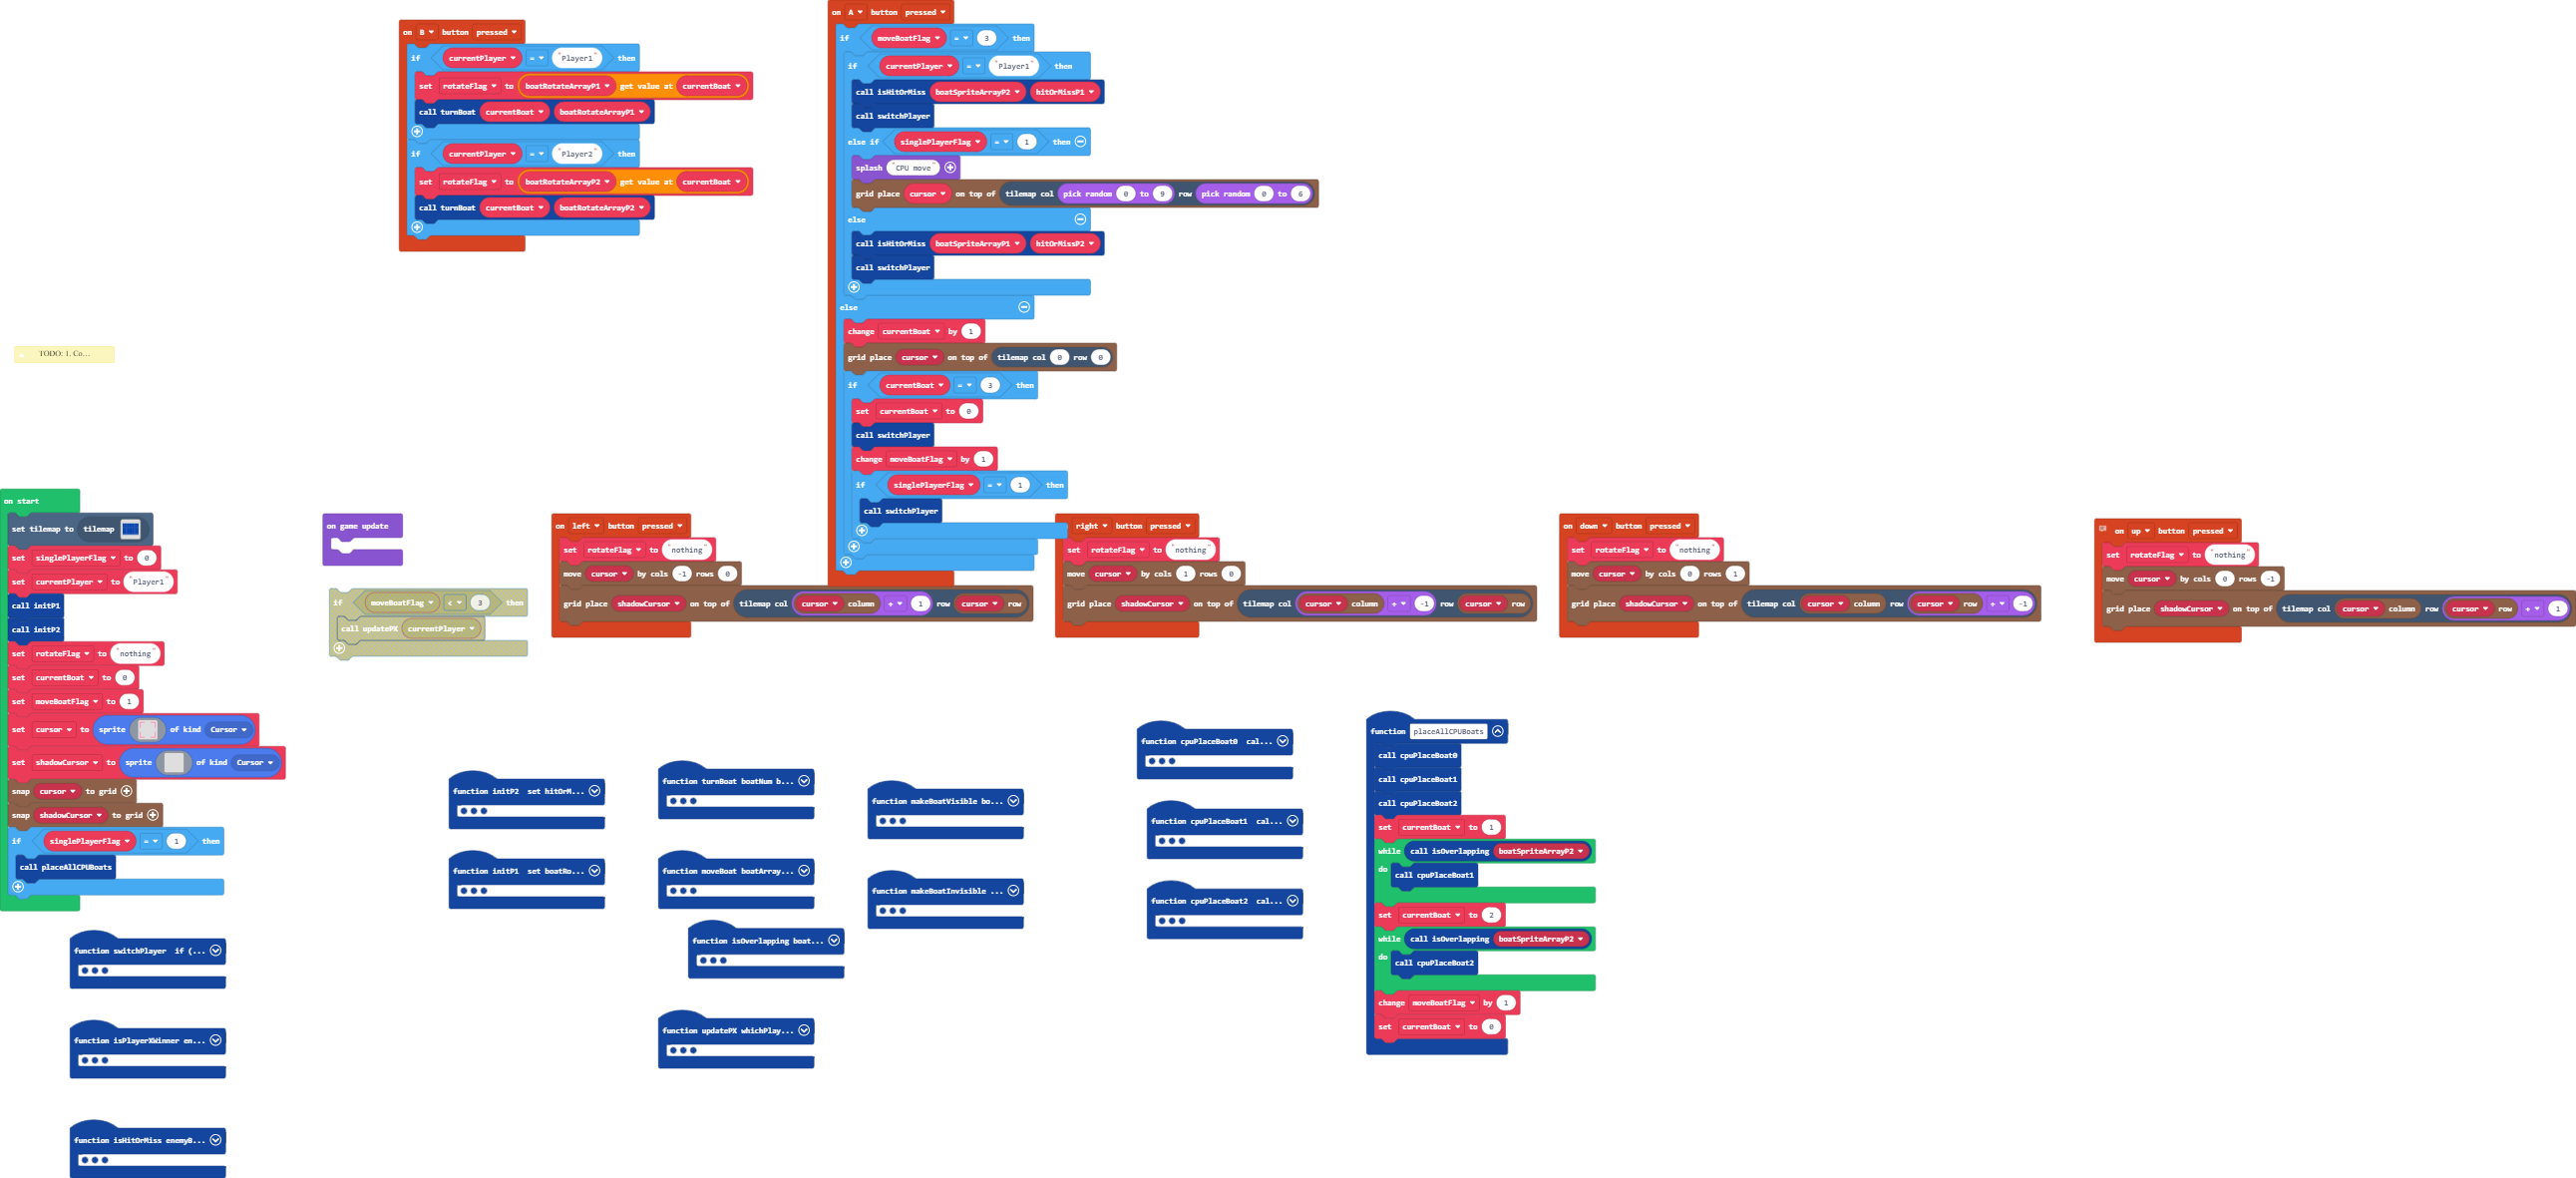 on B button pressed
if currentPlayer = "Player1" then
set rotateFlag to boatRotateArrayP1 get value at currentBoat
call turnBoat currentBoat boatRotateArrayP1
if currentPlayer = "Player2" then
set rotateFlag to boatRotateArrayP2 get value at currentBoat
call turnBoat currentBoat boatRotateArrayP2
on A button pressed
if moveBoatFlag = 3 then
if currentPlayer = "Player1" then
call isHitOrMiss boatSpriteArrayP2 hitOrMissP1
call switchPlayer
else if singlePlayerFlag = 1 then
splash "CPU move"
grid place cursor on top of tilemap col pick random 0 to 9 row pick random 0 to 6
else
call isHitOrMiss boatSpriteArrayP1 hitOrMissP2
call switchPlayer
else
change currentBoat by 1
grid place cursor on top of tilemap col 0 row 0
if currentBoat = 3 then
set currentBoat to 0
call switchPlayer
change moveBoatFlag by 1
if singlePlayerFlag = 1 then
call switchPlayer
TODO: 1. Co...
on start
set tilemap to tilemap
set singlePlayerFlag to 0
set currentPlayer to "Player1"
call initP1
call initP2
set rotateFlag to "nothing"
set currentBoat to 0
set moveBoatFlag to 1
set cursor to sprite of kind Cursor
set shadowCursor to sprite of kind Cursor
snap cursor to grid
snap shadowCursor to grid
if singlePlayerFlag = 1 then
call placeAllCPUBoats
on game update
if moveBoatFlag < 3 then
call updatePX currentPlayer
on left button pressed
set rotateFlag to "nothing"
move cursor by cols -1 rows 0
grid place shadowCursor on top of tilemap col cursor column + 1 row cursor row
right button pressed
set rotateFlag to "nothing"
move cursor by cols 1 rows 0
grid place shadowCursor on top of tilemap col cursor column + -1 row cursor row
on down button pressed
set rotateFlag to "nothing"
move cursor by cols 0 rows 1
grid place shadowCursor on top of tilemap col cursor column row cursor row + -1
on up button pressed
set rotateFlag to "nothing"
move cursor by cols 0 rows -1
grid place shadowCursor on top of tilemap col cursor column row cursor row + 1
function initP2 set hitOrM...
function initP1 set boatRo...
function turnBoat boatNum b...
function moveBoat boatArray...
function isOverlapping boat...
function updatePX whichPlay...
function makeBoatVisible bo...
function makeBoatInvisible ...
function cpuPlaceBoat0 cal...
function cpuPlaceBoat1 cal...
function cpuPlaceBoat2 cal...
function placeAllCPUBoats
call cpuPlaceBoat0
call cpuPlaceBoat1
call cpuPlaceBoat2
set currentBoat to 1
while call isOverlapping boatSpriteArrayP2
do call cpuPlaceBoat1
set currentBoat to 2
while call isOverlapping boatSpriteArrayP2
do call cpuPlaceBoat2
change moveBoatFlag by 1
set currentBoat to 0
function switchPlayer if (...
function isPlayerXWinner en...
function isHitOrMiss enemyB...